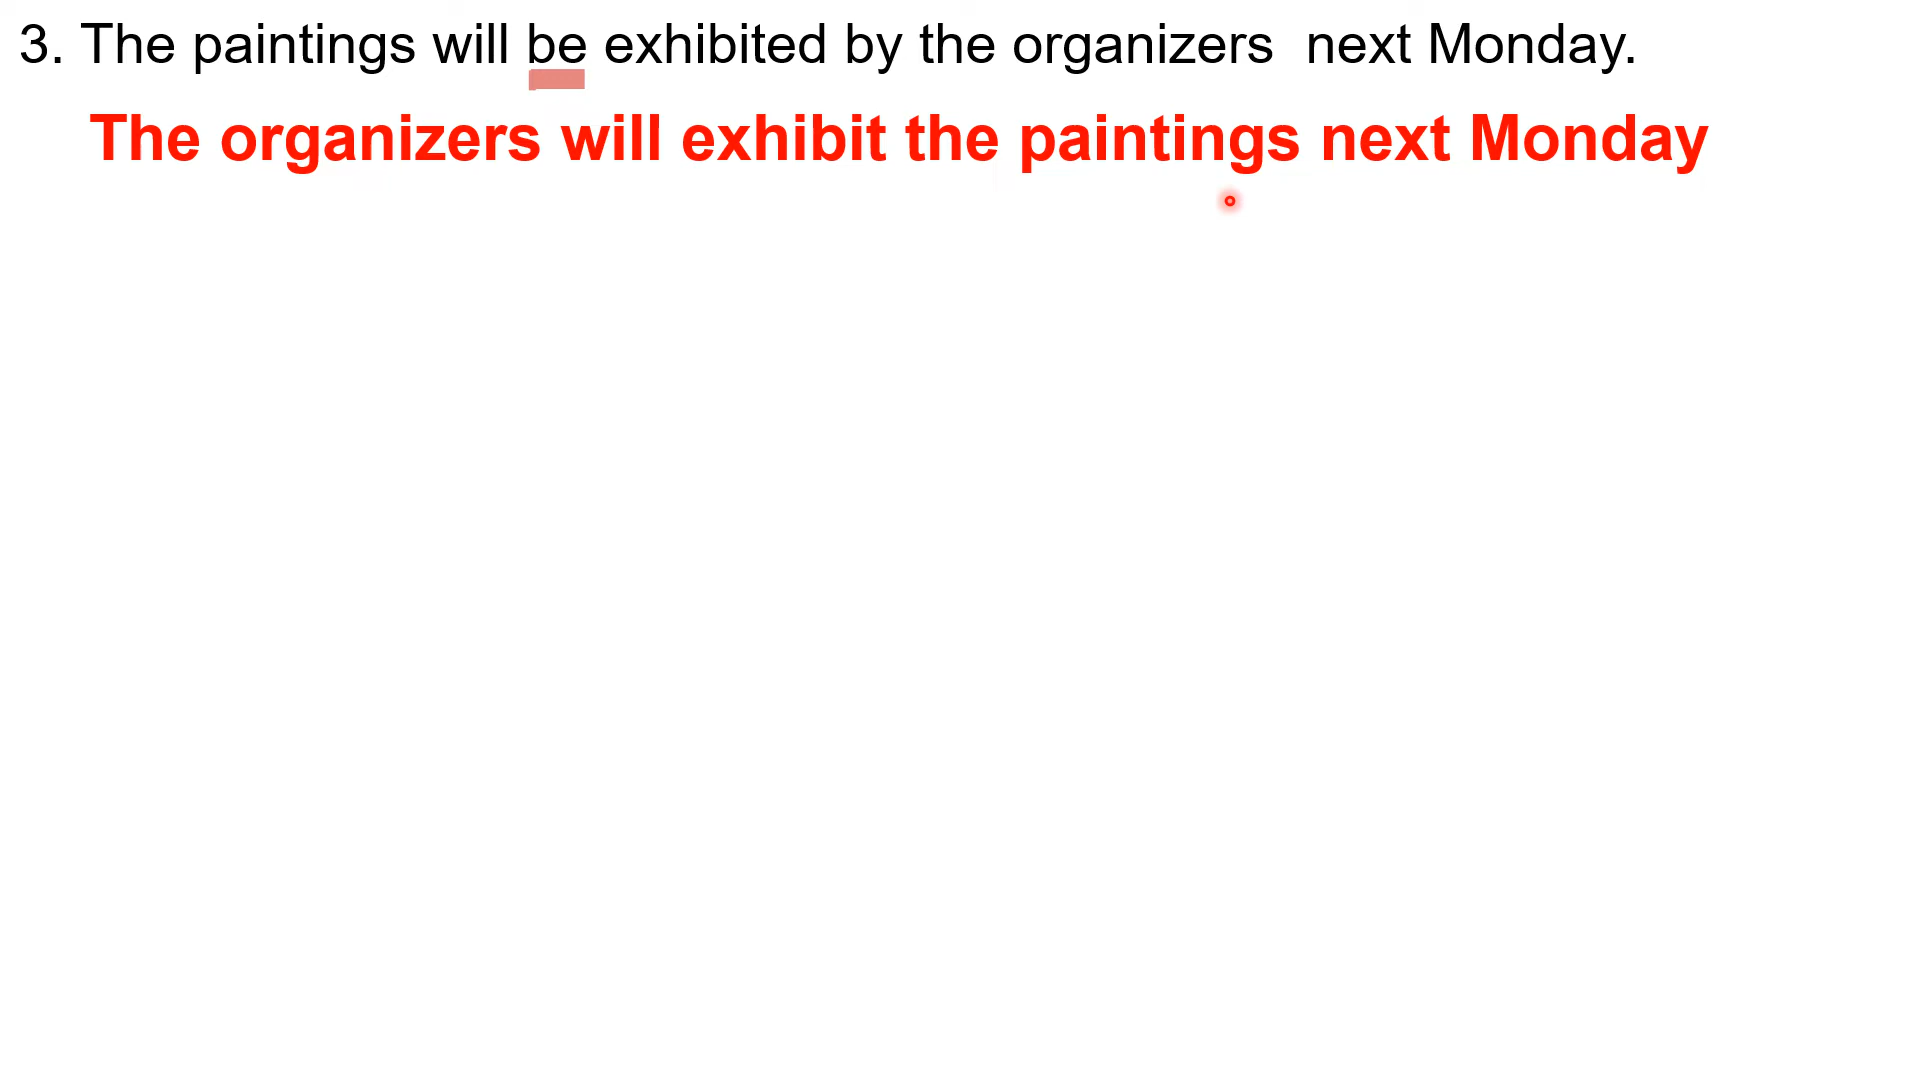 3. The paintings will be exhibited by the organizers  next Monday.
The organizers will exhibit the paintings next Monday